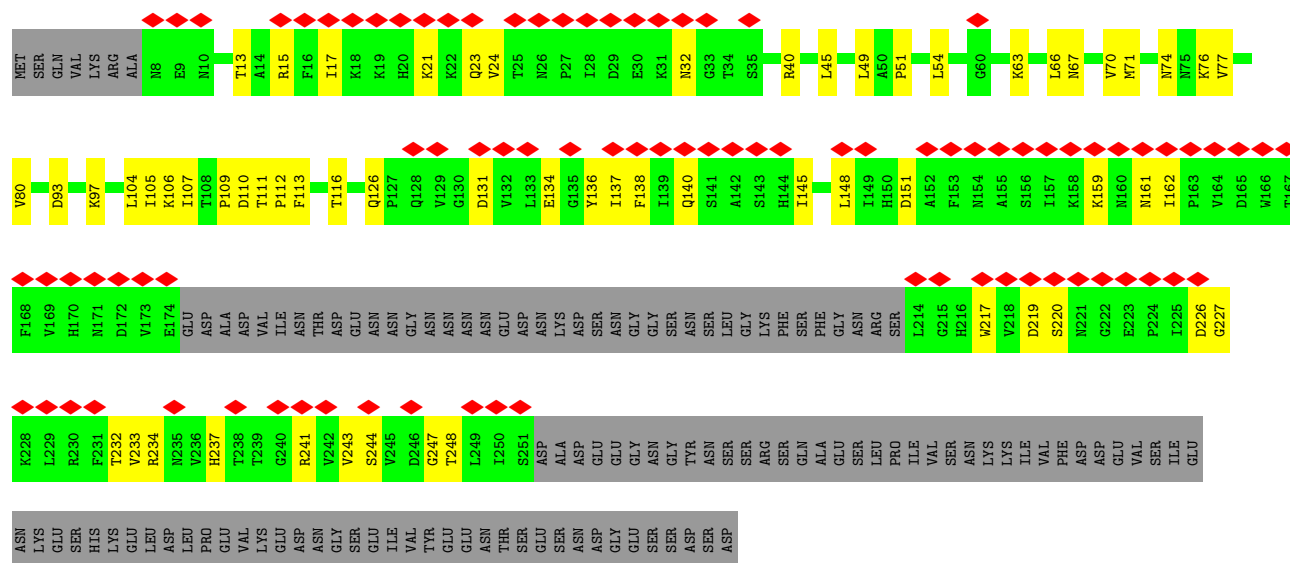 MET SER GLN VAL LYS ARG ALA N8 E9 N10 T13 A14 R15 F16 I17 K18 K19 H20 K21 K22 Q23 V24 T25 N26 P27 I28 D29 E30 K31 N32 G33 T34 S35 R40 L45 L49 A50 P51 L54 G60 K63 L66 N67 V70 M71 N74 N75 K76 V77
V80 D93 K97 L104 I105 K106 I107 T108 P109 D110 T111 P112 F113 T116 Q126 P127 Q128 V129 G130 D131 V132 L133 E134 G135 Y136 I137 F138 I139 Q140 S141 A142 S143 H144 I145 L148 I149 H150 D151 A152 F153 N154 A155 S156 I157 K158 K159 N160 N161 I162 P163 V164 D165 W166 T167
F168 V169 H170 N171 D172 V173 E174 GLU ASP ALA ASP VAL ILE ASN THR ASP GLU ASN ASN GLY ASN ASN ASN ASN GLU ASP ASN LYS ASP SER ASN GLY GLY SER ASN SER LEU GLY LYS PHE SER PHE GLY ASN ARG SER L214 G215 H216 W217 V218 D219 S220 N221 G222 E223 P224 I225 D226 G227
K228 L229 R230 F231 T232 V233 R234 N235 V236 H237 T238 T239 G240 R241 V242 V243 S244 V245 D246 G247 T248 L249 I250 S251 ASP ALA ASP GLU GLU GLY ASN GLY TYR ASN SER SER ARG SER GLN ALA GLU SER LEU PRO ILE VAL SER ASN LYS LYS ILE VAL PHE ASP ASP GLU VAL SER ILE GLU
ASN LYS GLU SER HIS LYS GLU LEU ASP LEU PRO GLU VAL LYS GLU ASP ASN GLY SER GLU ILE VAL TYR GLU GLU ASN THR SER GLU SER ASN ASP GLY GLU SER SER ASP SER ASP